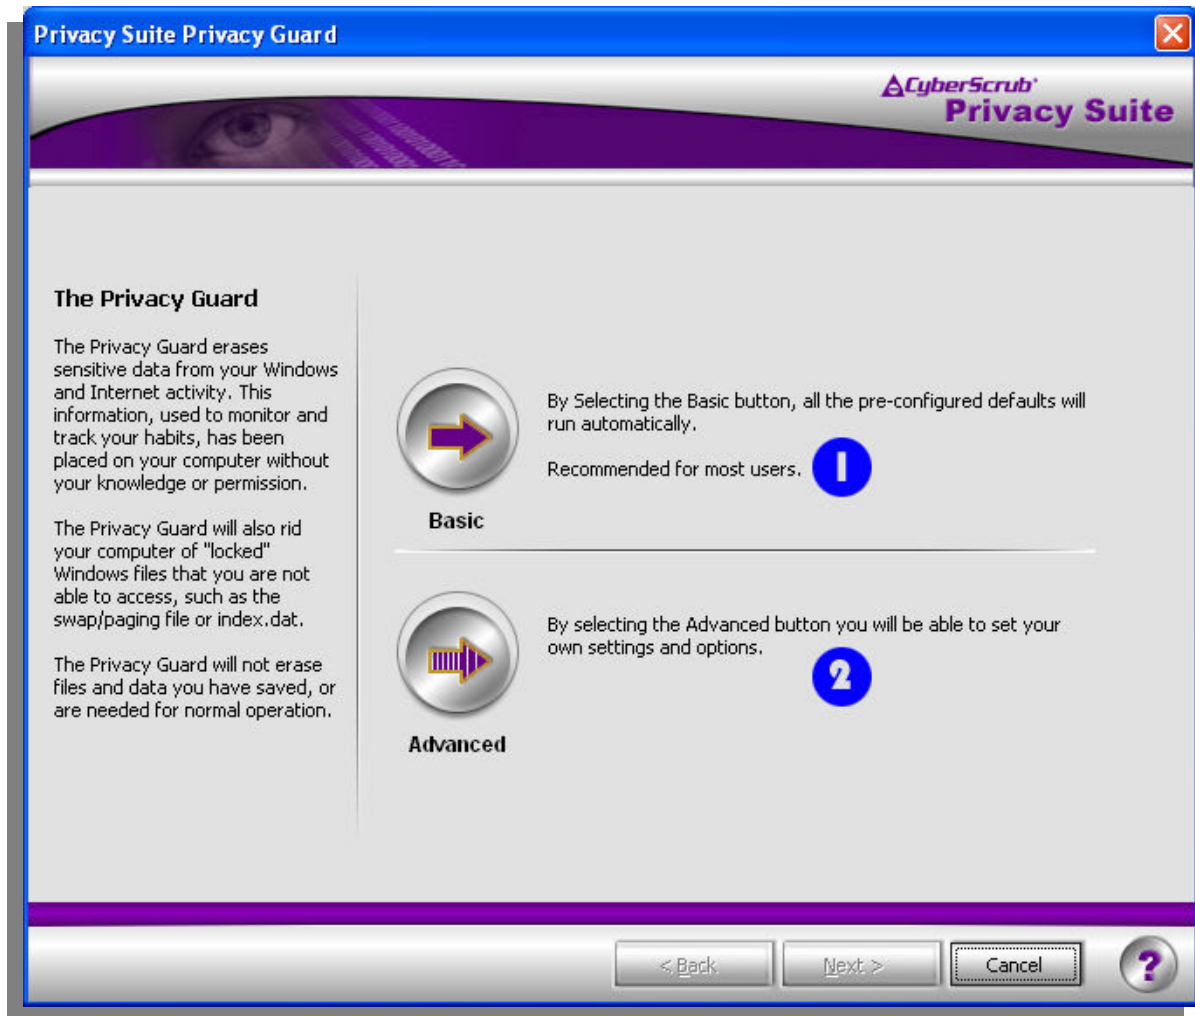 Privacy Suite Privacy Guard
CyberScrub
Privacy Suite
The Privacy Guard
The Privacy Guard erases
sensitive data from your Windows
and Internet activity. This
information, used to monitor and
track your habits, has been
placed on your computer without
your knowledge or permission.
The Privacy Guard will also rid
your computer of "locked"
Windows files that you are not
able to access, such as the
swap/paging file or index.dat.
The Privacy Guard will not erase
files and data you have saved, or
are needed for normal operation.
By Selecting the Basic button, all the pre-configured defaults will
run automatically.
Recommended for most users.
1
Basic
By selecting the Advanced button you will be able to set your
own settings and options.
2
Advanced
< Back
Next >
Cancel
?